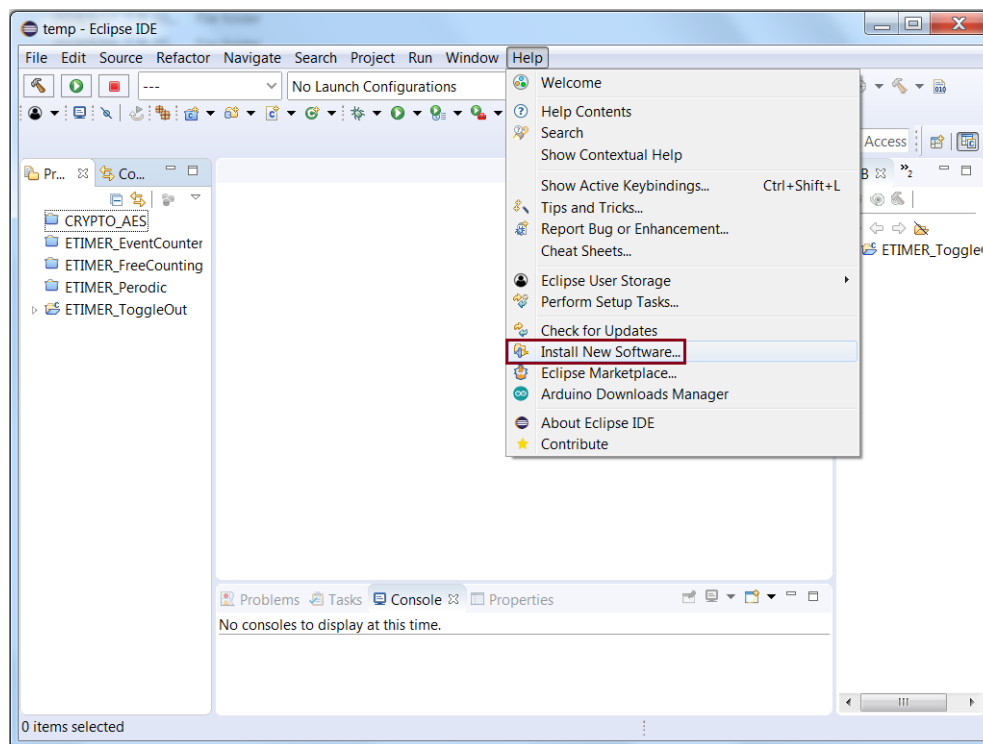 temp - Eclipse IDE
File Edit Source Refactor Navigate Search Project Run Window Help
--- No Launch Configurations
Welcome
Help Contents
Search
Show Contextual Help
Show Active Keybindings... Ctrl+Shift+L
Tips and Tricks...
Report Bug or Enhancement...
Cheat Sheets...
Eclipse User Storage
Perform Setup Tasks...
Check for Updates
Install New Software...
Eclipse Marketplace...
Arduino Downloads Manager
About Eclipse IDE
Contribute
Access
Pr... Co...
B »2
CRYPTO_AES
ETIMER_EventCounter
ETIMER_FreeCounting
ETIMER_Perodic
ETIMER_ToggleOut
ETIMER_Toggle
Problems Tasks Console Properties
No consoles to display at this time.
0 items selected